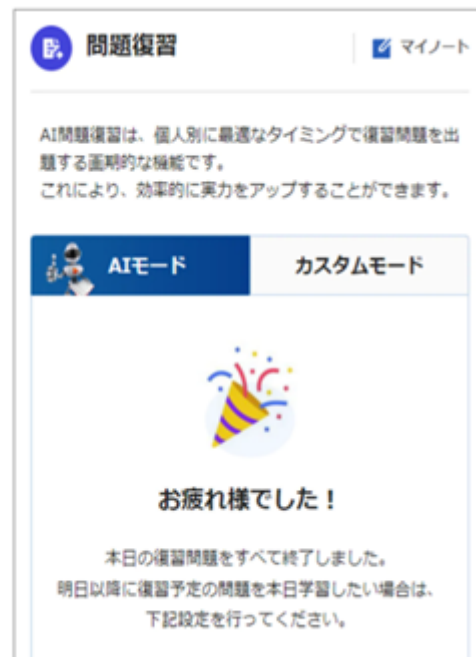 問題復習
マイノート
AI問題復習は、個人別に最適なタイミングで復習問題を出
題する画期的な機能です。
これにより、効率的に実力をアップすることができます。
AIモード
カスタムモード
お疲れ様でした！
本日の復習問題をすべて終了しました。
明日以降に復習予定の問題を本日学習したい場合は、
下記設定を行ってください。